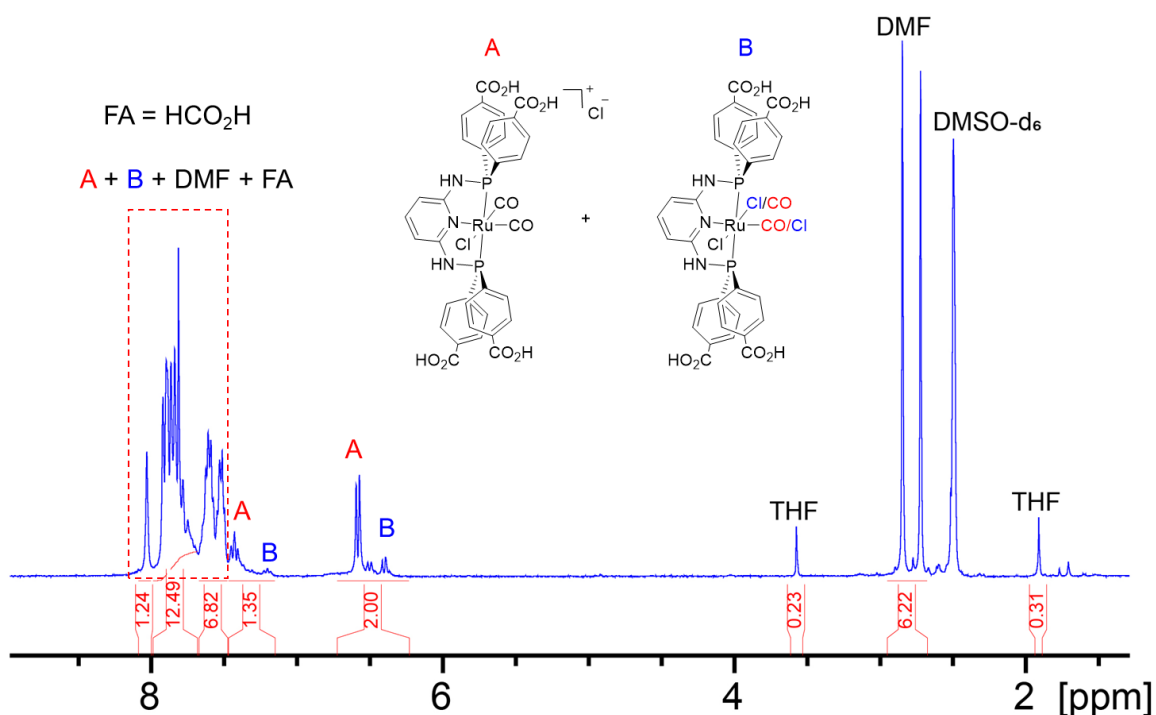 A
B
DMF
FA = HCO₂H
A + B + DMF + FA
DMSO-d₆
CO₂H
CO₂H
+
Cl⁻
HN
P
CO
N
Ru
CO
Cl
HN
P
HO₂C
CO₂H
+
CO₂H
CO₂H
HN
P
Cl/CO
N
Ru
CO/Cl
Cl
HN
P
HO₂C
CO₂H
A
A
B
B
THF
THF
1.24
12.49
6.82
1.35
2.00
0.23
6.22
0.31
8
6
4
2
[ppm]